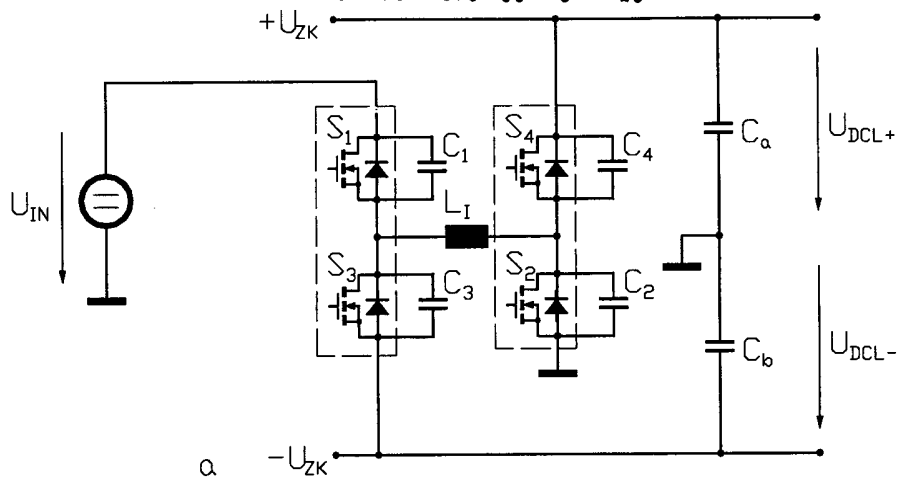 +U_ZK
S_1
C_1
S_4
C_4
C_a
U_DCL+
U_IN
L_I
S_3
C_3
S_2
C_2
C_b
U_DCL-
a
-U_ZK